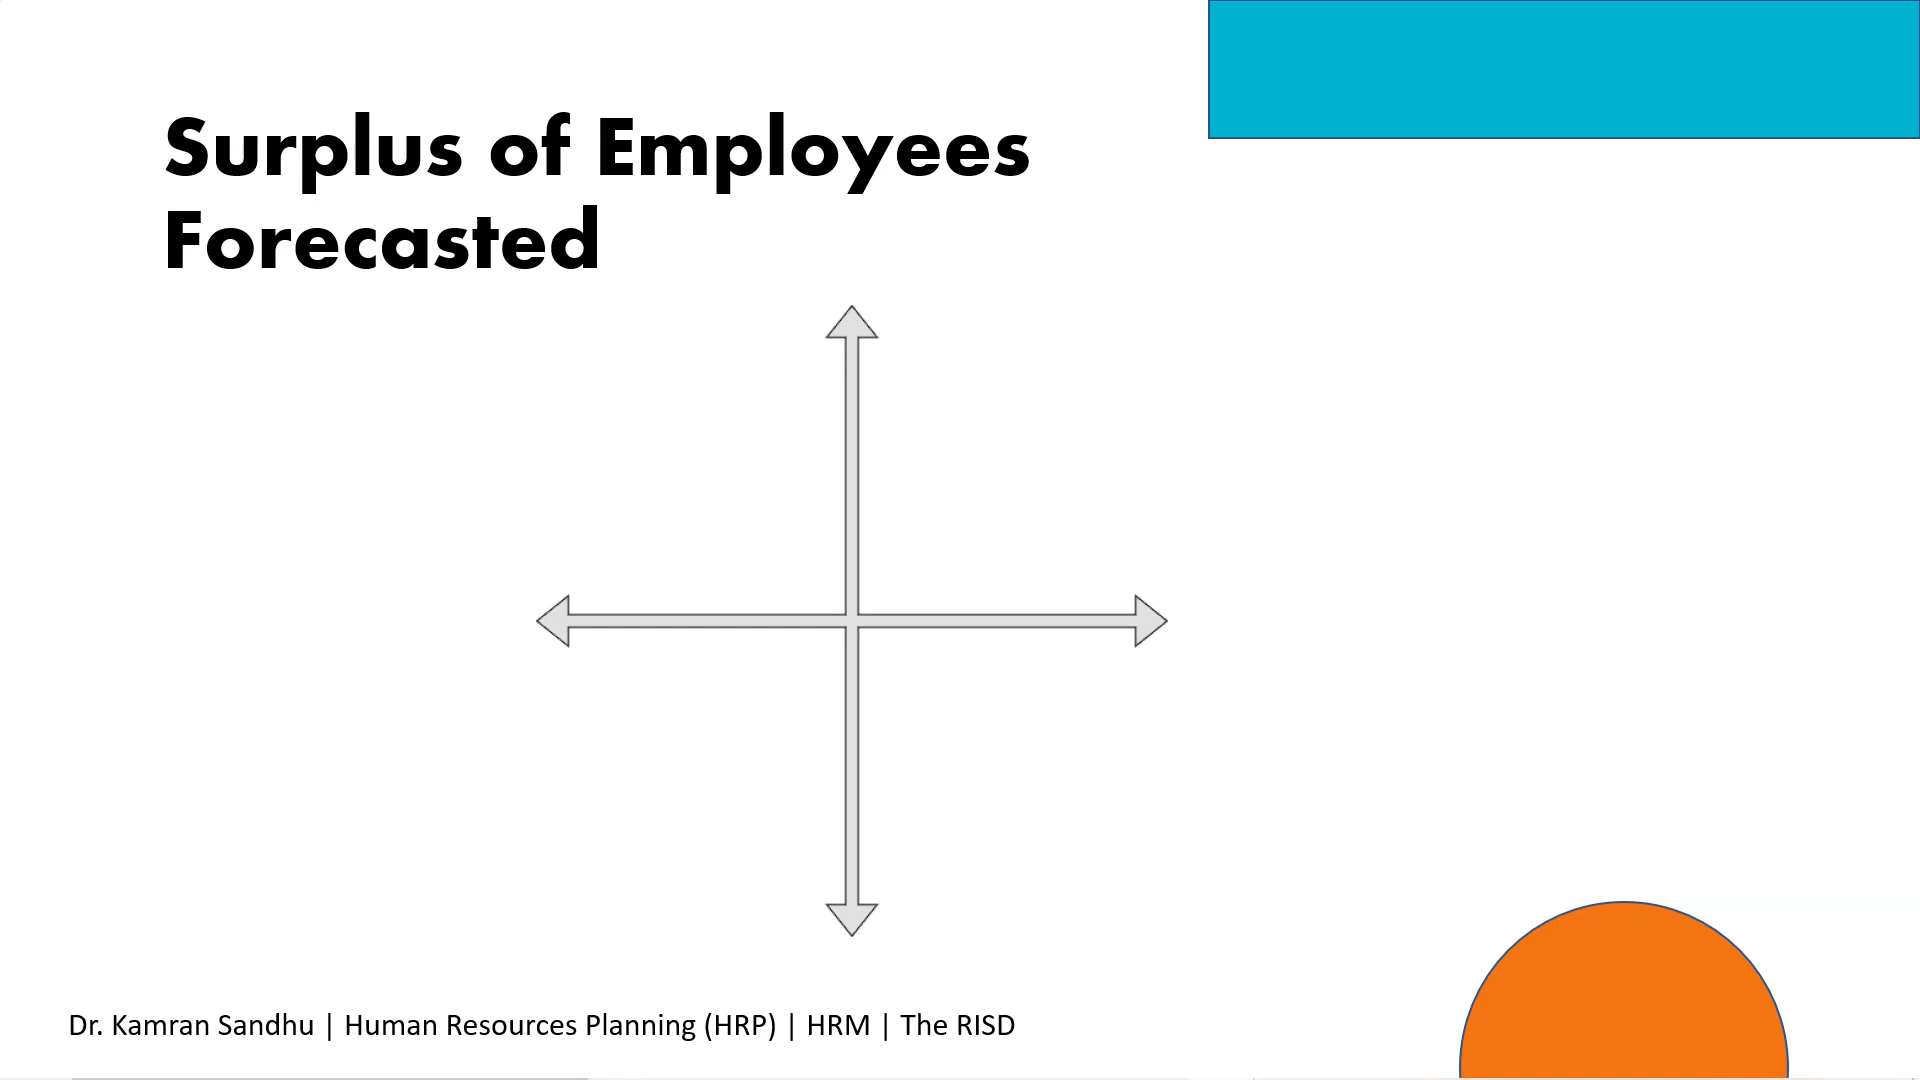 Surplus of Employees
Forecasted
Dr. Kamran Sandhu | Human Resources Planning (HRP) | HRM | The RISD